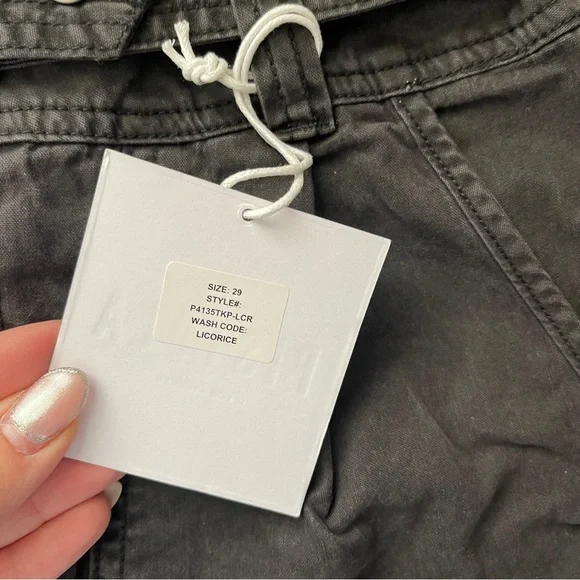 SIZE: 29
STYLE#:
P4135TKP-LCR
WASH CODE:
LICORICE